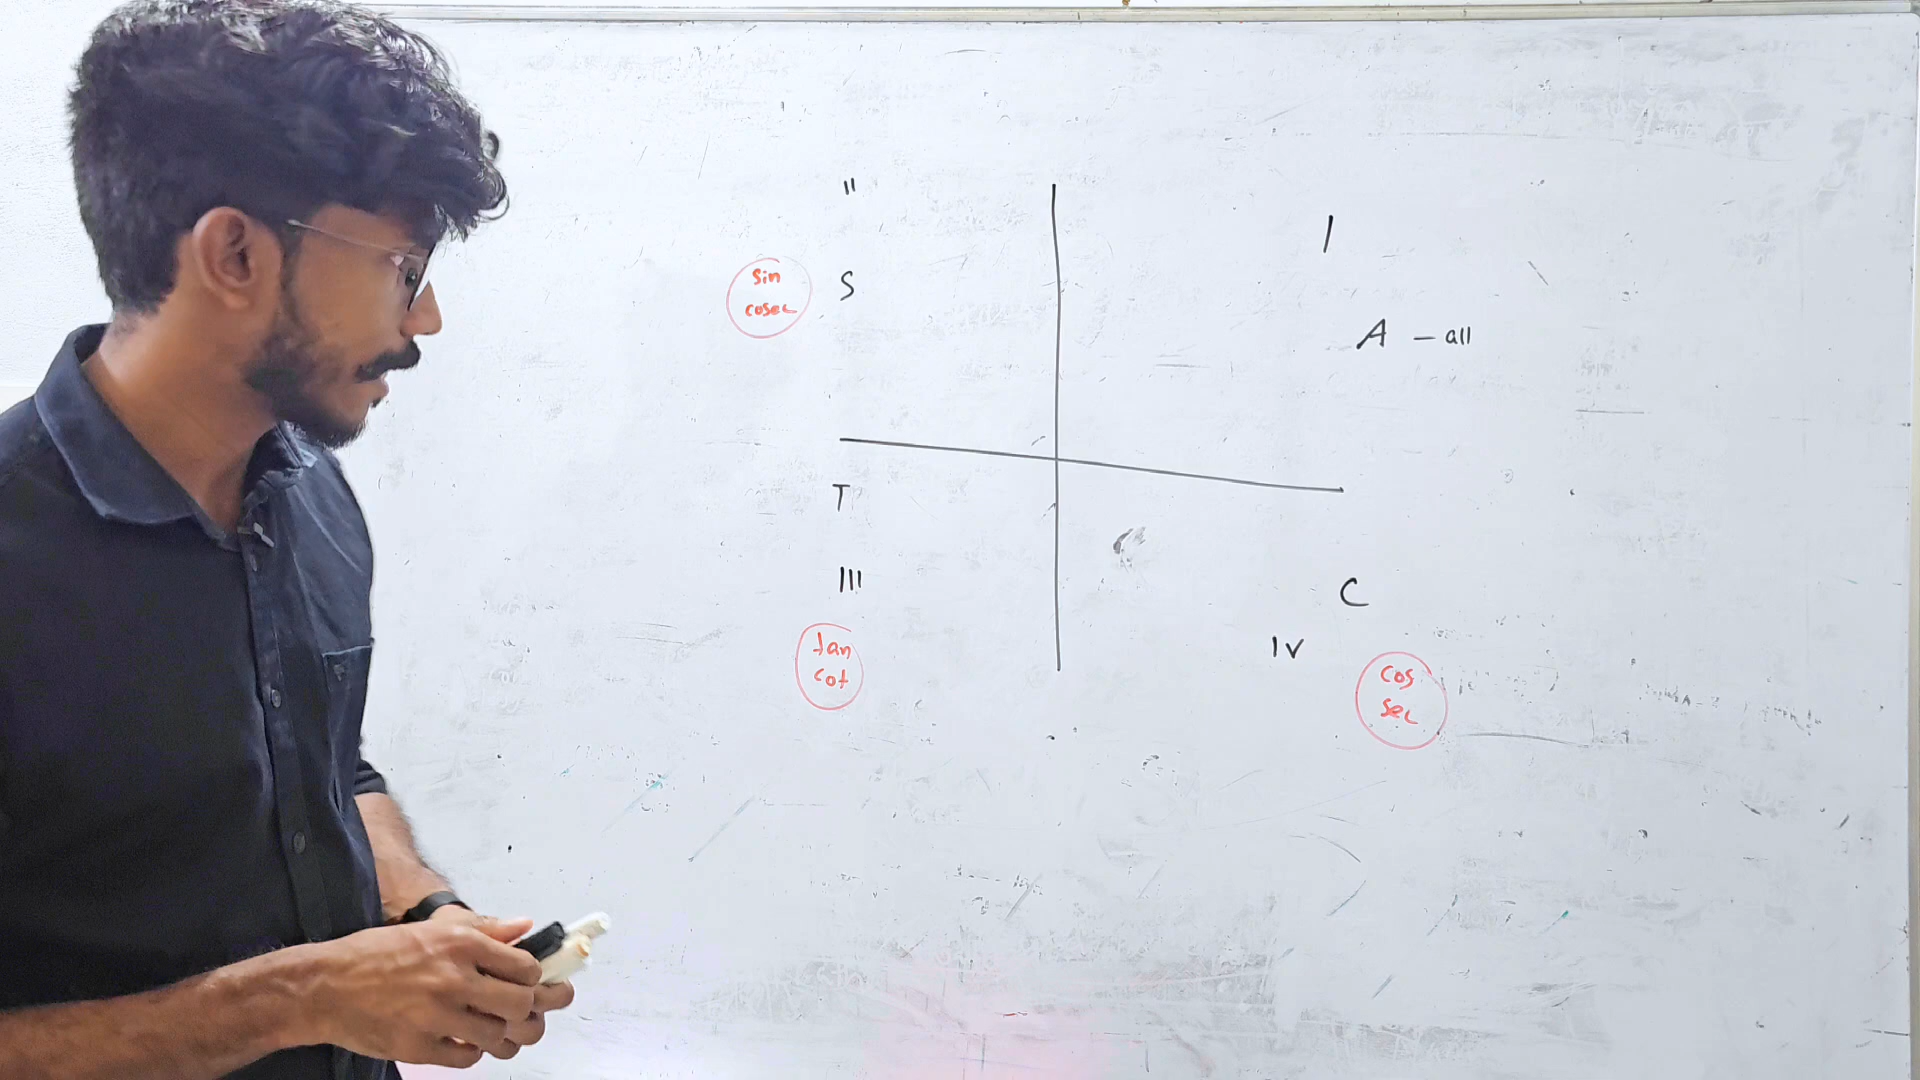 II
I
S
sin
cosec
A - all
T
III
tan
cot
C
IV
cos
sec